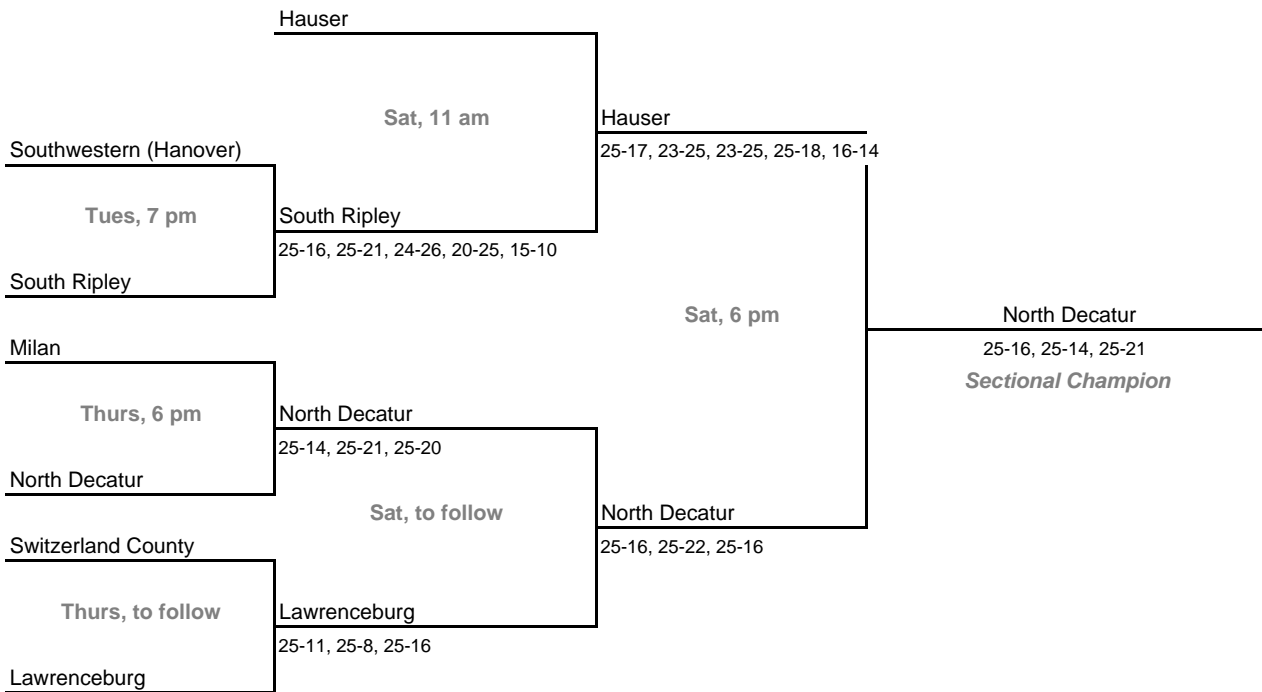 Hauser
Sat, 11 am
Hauser
Southwestern (Hanover)
25-17, 23-25, 23-25, 25-18, 16-14
Tues, 7 pm
South Ripley
25-16, 25-21, 24-26, 20-25, 15-10
South Ripley
Sat, 6 pm
North Decatur
Milan
25-16, 25-14, 25-21
Sectional Champion
Thurs, 6 pm
North Decatur
25-14, 25-21, 25-20
North Decatur
Sat, to follow
North Decatur
Switzerland County
25-16, 25-22, 25-16
Thurs, to follow
Lawrenceburg
25-11, 25-8, 25-16
Lawrenceburg